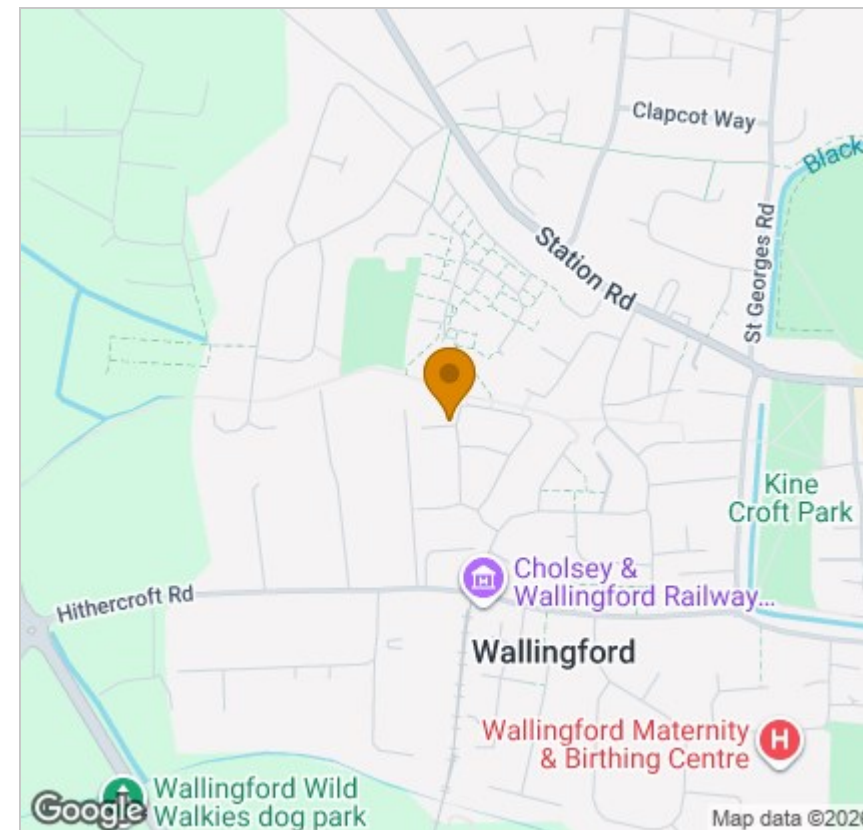 Clapcot Way
Black
Station Rd
St Georges Rd
Kine
Croft Park
Cholsey &
Wallingford Railway...
Hithercroft Rd
Wallingford
Wallingford Maternity
& Birthing Centre
H
Wallingford Wild
Walkies dog park
Google
Map data ©202